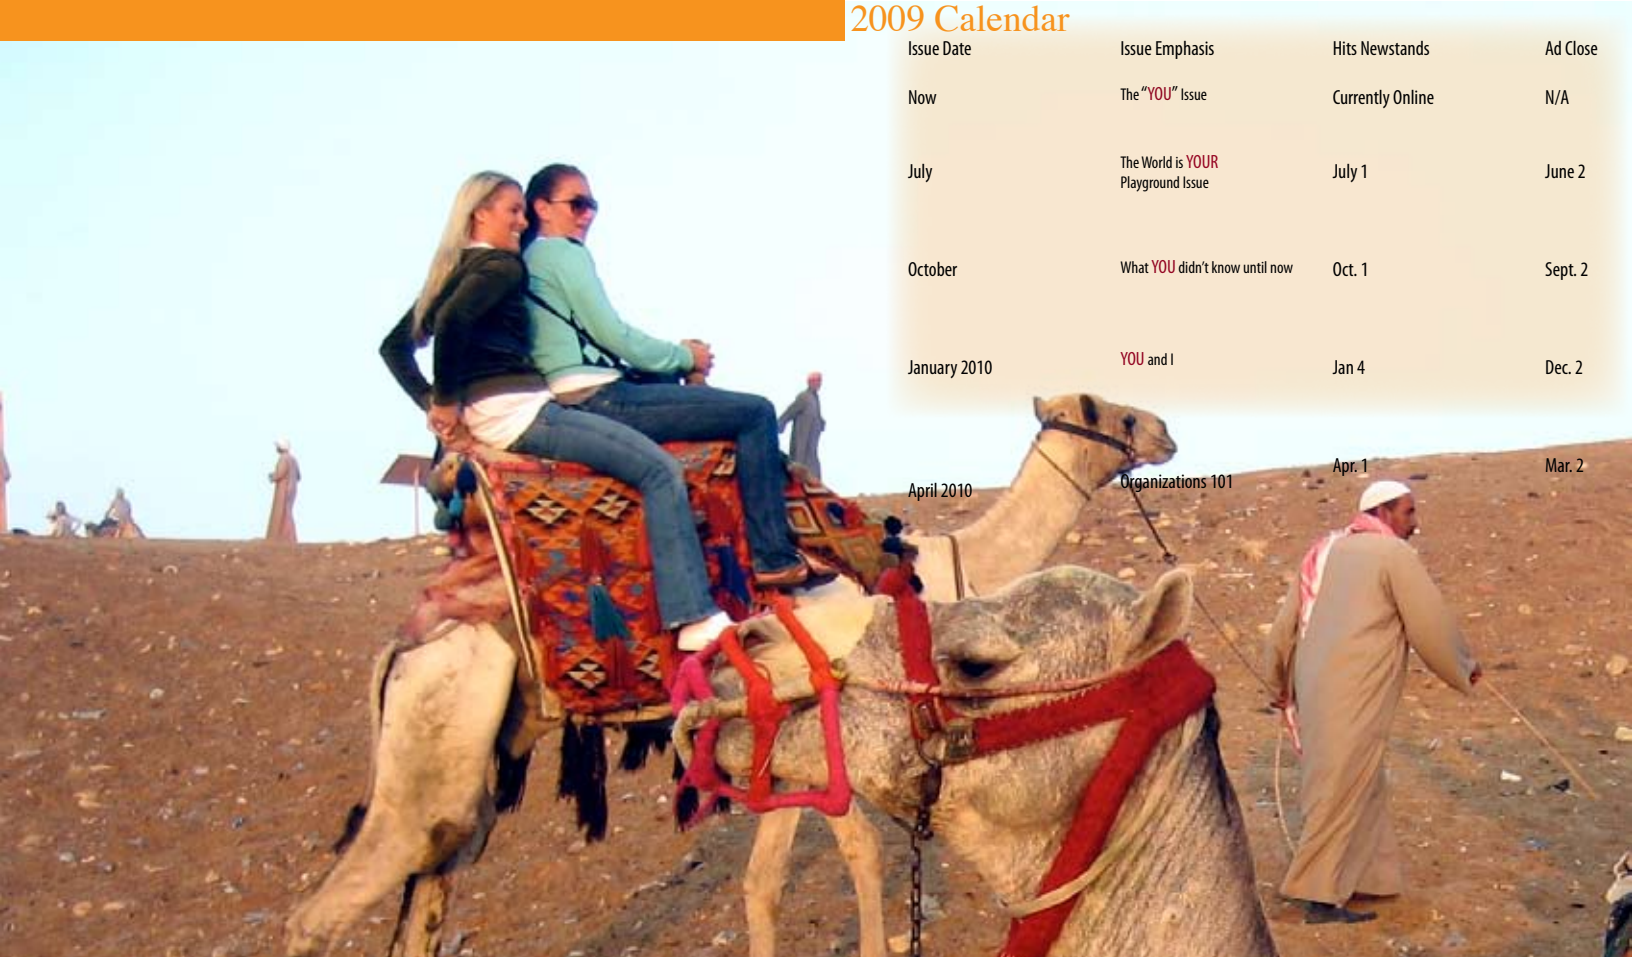 2009 Calendar
Issue Date Issue Emphasis Hits Newstands Ad Close
Now The “YOU” Issue Currently Online N/A
July The World is YOUR July 1 June 2
Playground Issue
October What YOU didn’t know until now Oct. 1 Sept. 2
January 2010 YOU and I Jan 4 Dec. 2
April 2010 Organizations 101 Apr. 1 Mar. 2